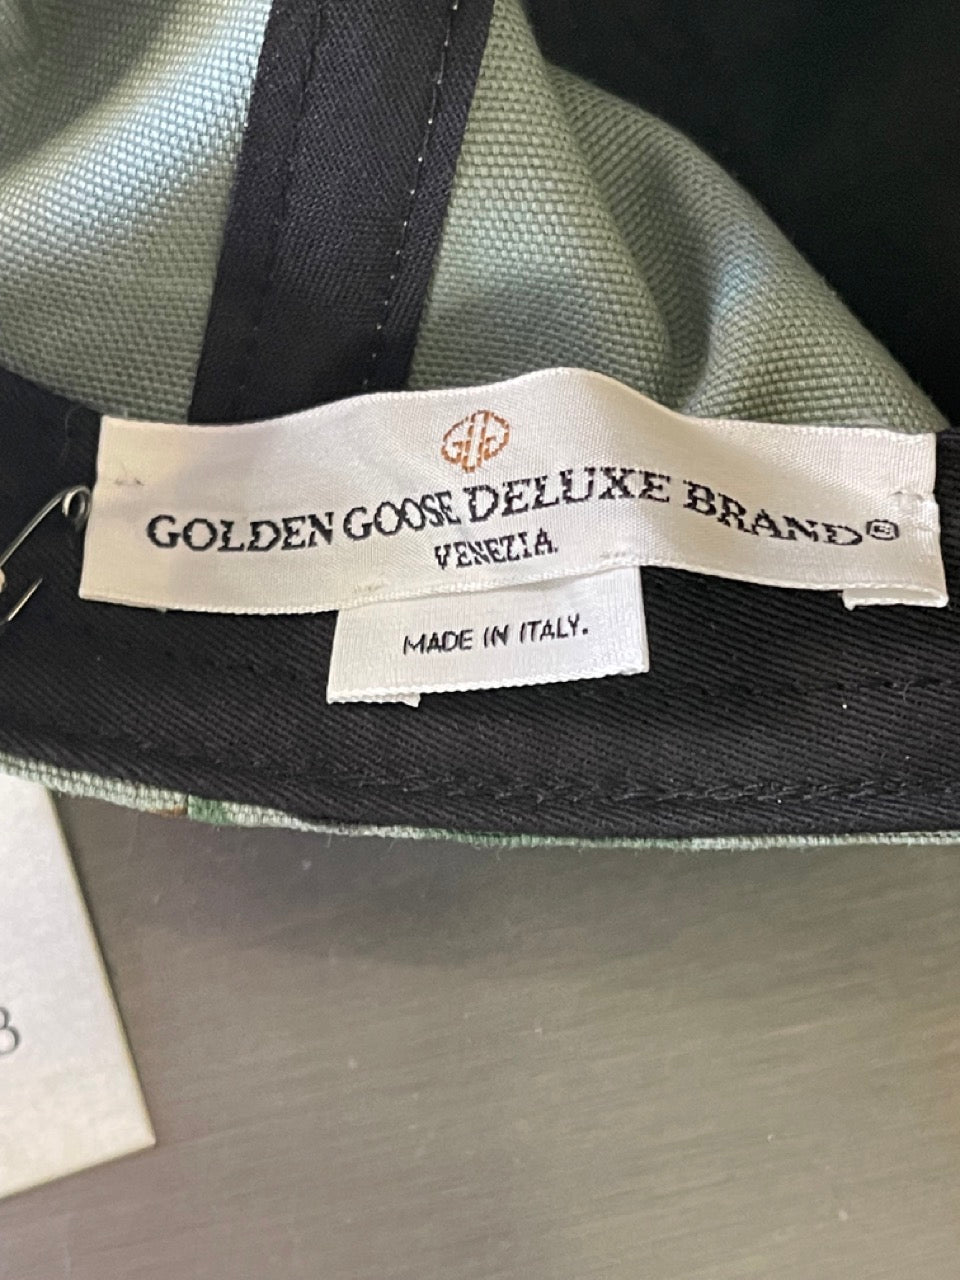 GOLDEN GOOSE DELUXE BRAND®
VENEZIA.
MADE IN ITALY.